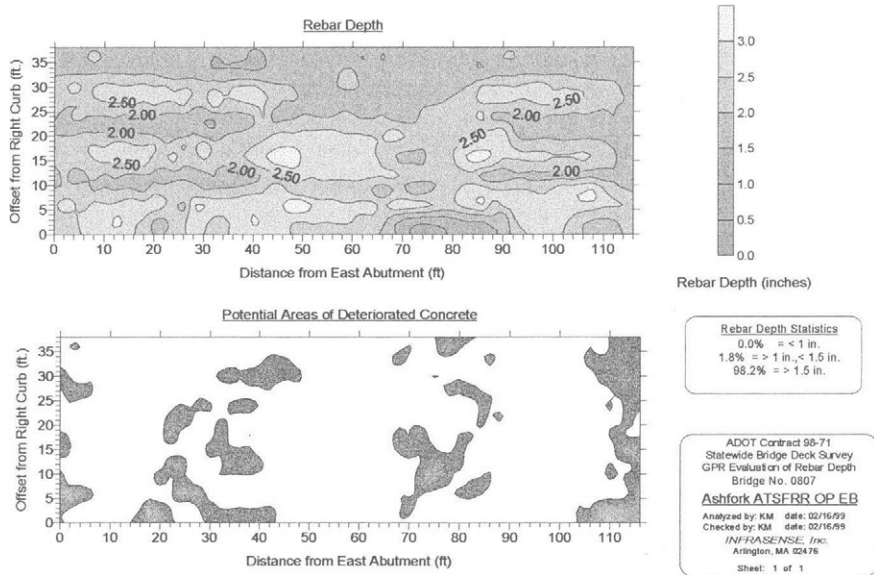 Rebar Depth
Offset from Right Curb (ft.)
35
30
25
20
15
10
5
0
2.50
2.50
2.00
2.00
2.00
2.50
2.50
2.00
0 10 20 30 40 50 60 70 80 90 100 110
Distance from East Abutment (ft)
3.0
2.5
2.0
1.5
1.0
0.5
0.0
Rebar Depth (inches)
Potential Areas of Deteriorated Concrete
Offset from Right Curb (ft.)
35
30
25
20
15
10
5
0
0 10 20 30 40 50 60 70 80 90 100 110
Distance from East Abutment (ft)
Rebar Depth Statistics
0.0% = < 1 in.
1.8% = > 1 in.,< 1.5 in.
98.2% = > 1.5 in.
ADOT Contract 98-71
Statewide Bridge Deck Survey
GPR Evaluation of Rebar Depth
Bridge No. 0807
Ashfork ATSFRR OP EB
Analyzed by: KM date: 02/16/99
Checked by: KM date: 02/16/99
INFRASENSE, Inc.
Arlington, MA 02476
Sheet: 1 of 1